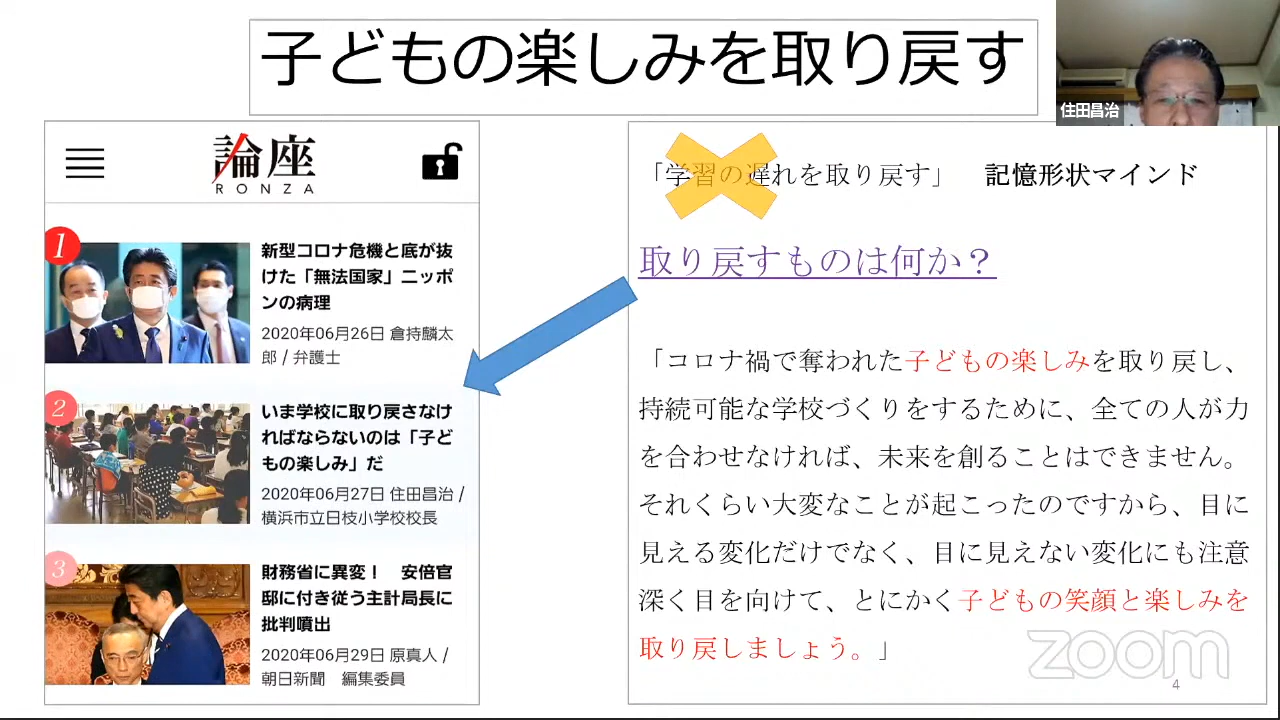 子どもの楽しみを取り戻す
住田昌治
論座
RONZA
1
新型コロナ危機と底が抜
けた「無法国家」ニッポ
ンの病理
2020年06月26日 倉持麟太
郎 / 弁護士
2
いま学校に取り戻さなけ
ればならないのは「子ど
もの楽しみ」だ
2020年06月27日 住田昌治 /
横浜市立日枝小学校校長
3
財務省に異変！　安倍官
邸に付き従う主計局長に
批判噴出
2020年06月29日 原真人 /
朝日新聞　編集委員
「学習の遅れを取り戻す」　記憶形状マインド
取り戻すものは何か？
「コロナ禍で奪われた子どもの楽しみを取り戻し、
持続可能な学校づくりをするために、全ての人が力
を合わせなければ、未来を創ることはできません。
それくらい大変なことが起こったのですから、目に
見える変化だけでなく、目に見えない変化にも注意
深く目を向けて、とにかく子どもの笑顔と楽しみを
取り戻しましょう。」
zoom
4